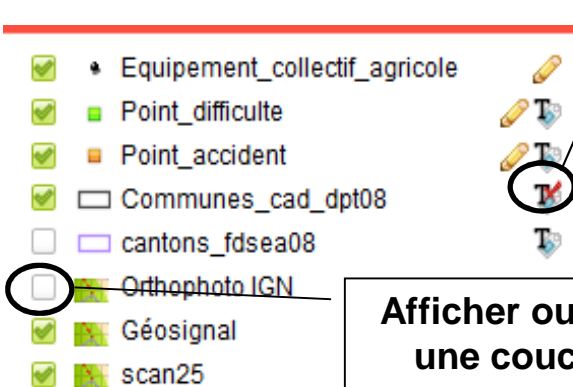 Equipement_collectif_agricole
Point_difficulte
Point_accident
Communes_cad_dpt08
cantons_fdsea08
Orthophoto IGN
Géosignal
scan25
Afficher ou
une couc